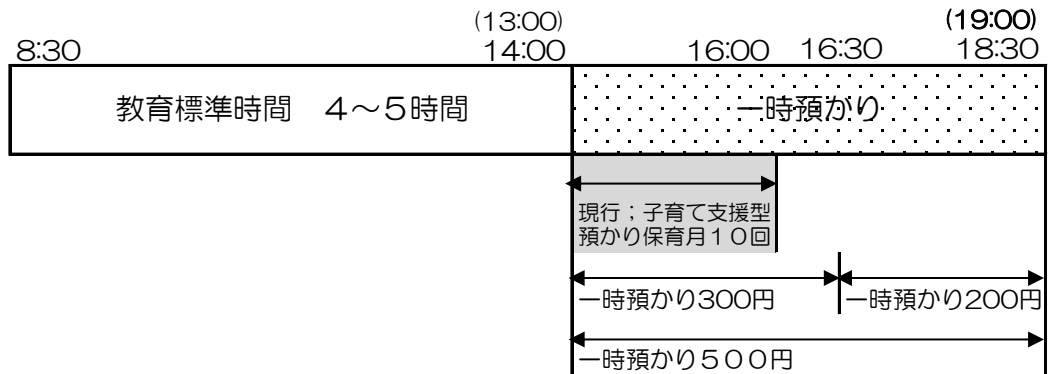 (13:00) (19:00)
8:30 14:00 16:00 16:30 18:30
教育標準時間 4～5時間 一時預かり
現行；子育て支援型
預かり保育月１０回
一時預かり300円 一時預かり200円
一時預かり５００円